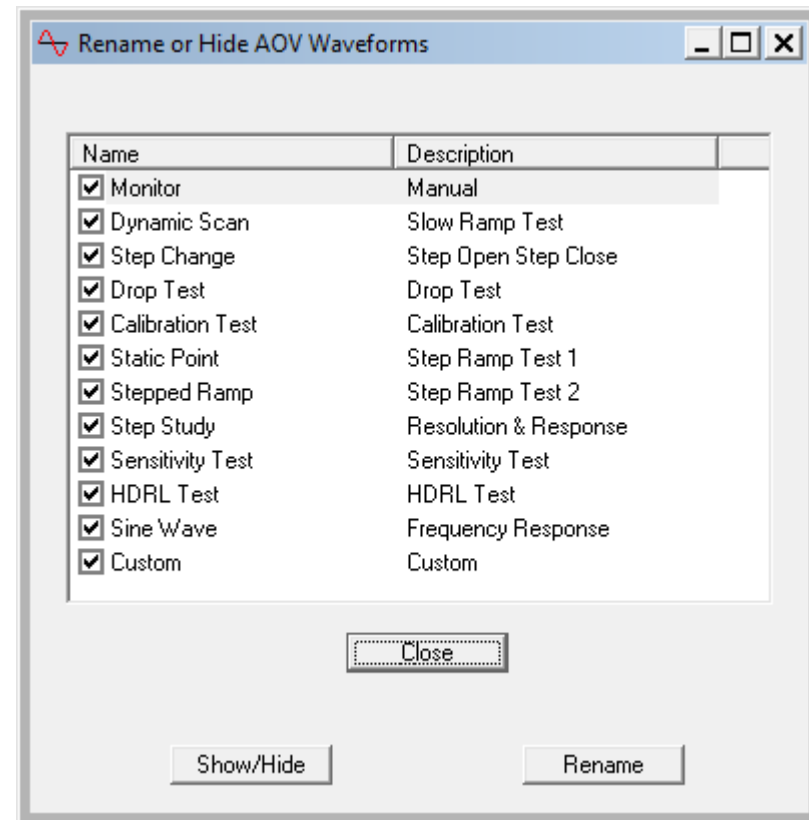 Rename or Hide AOV Waveforms
Name Description
Monitor Manual
Dynamic Scan Slow Ramp Test
Step Change Step Open Step Close
Drop Test Drop Test
Calibration Test Calibration Test
Static Point Step Ramp Test 1
Stepped Ramp Step Ramp Test 2
Step Study Resolution & Response
Sensitivity Test Sensitivity Test
HDRL Test HDRL Test
Sine Wave Frequency Response
Custom Custom
Close
Show/Hide Rename